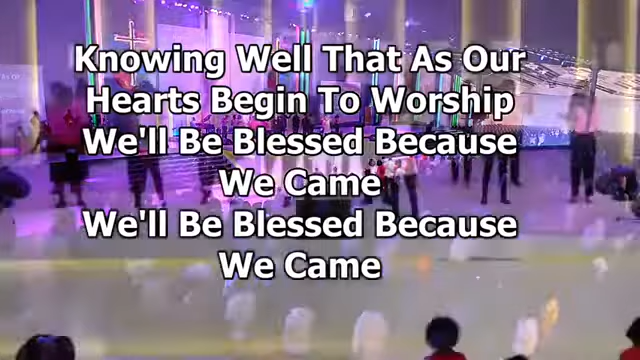 Knowing Well That As Our
Hearts Begin To Worship
We'll Be Blessed Because
We Came
We'll Be Blessed Because
We Came